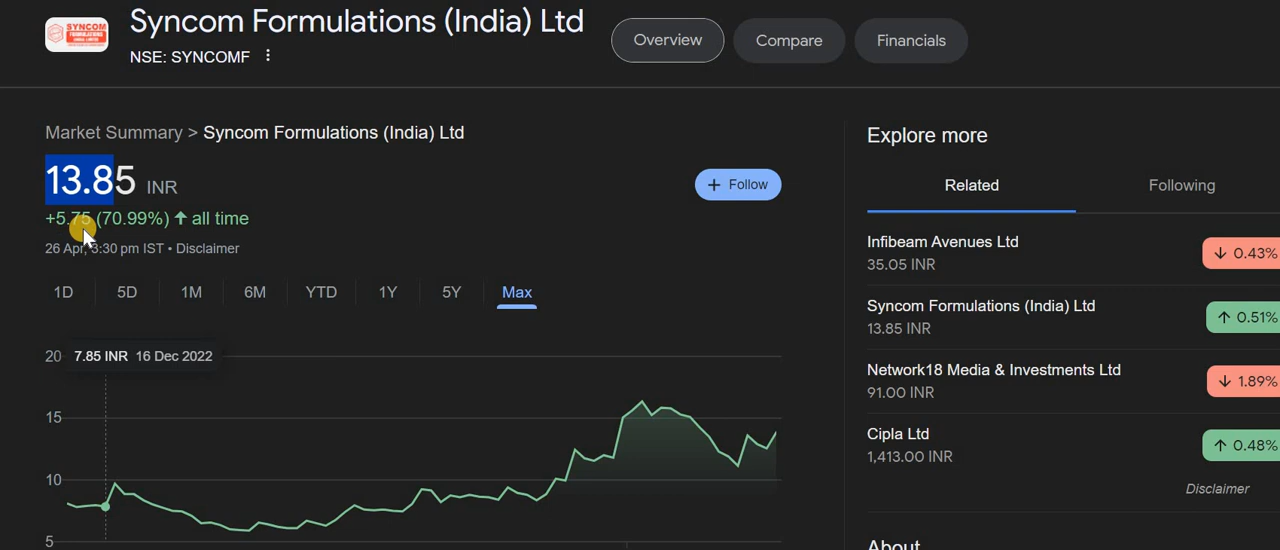 Syncom Formulations (India) Ltd
SYNCOM
FORMULATIONS
NSE: SYNCOMF
Overview
Compare
Financials
Market Summary > Syncom Formulations (India) Ltd
13.85 INR
+ Follow
+5.75 (70.99%) ↑ all time
26 Apr, 3:30 pm IST • Disclaimer
1D 5D 1M 6M YTD 1Y 5Y Max
20
7.85 INR 16 Dec 2022
15
10
5
Explore more
Related
Following
Infibeam Avenues Ltd
35.05 INR
↓ 0.43%
Syncom Formulations (India) Ltd
13.85 INR
↑ 0.51%
Network18 Media & Investments Ltd
91.00 INR
↓ 1.89%
Cipla Ltd
1,413.00 INR
↑ 0.48%
Disclaimer
About